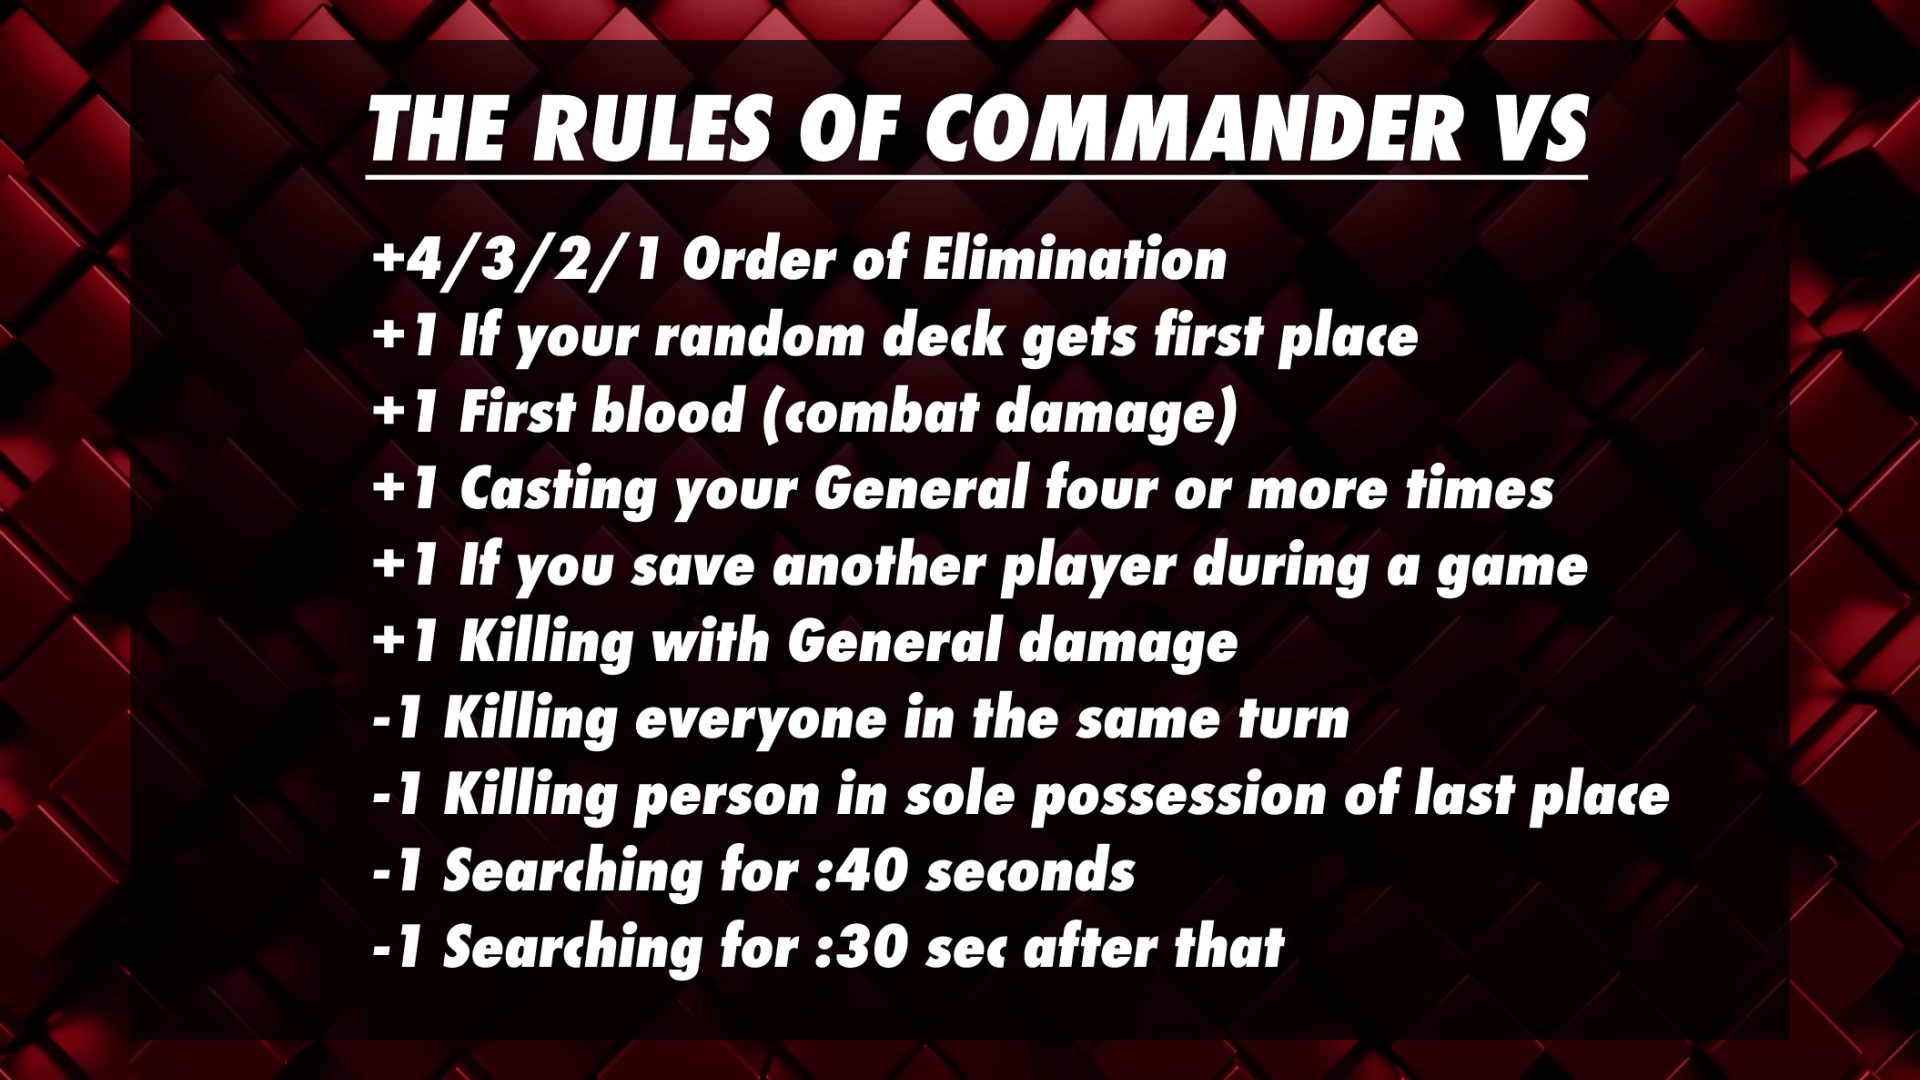 THE RULES OF COMMANDER VS
+4/3/2/1 Order of Elimination
+1 If your random deck gets first place
+1 First blood (combat damage)
+1 Casting your General four or more times
+1 If you save another player during a game
+1 Killing with General damage
-1 Killing everyone in the same turn
-1 Killing person in sole possession of last place
-1 Searching for :40 seconds
-1 Searching for :30 sec after that